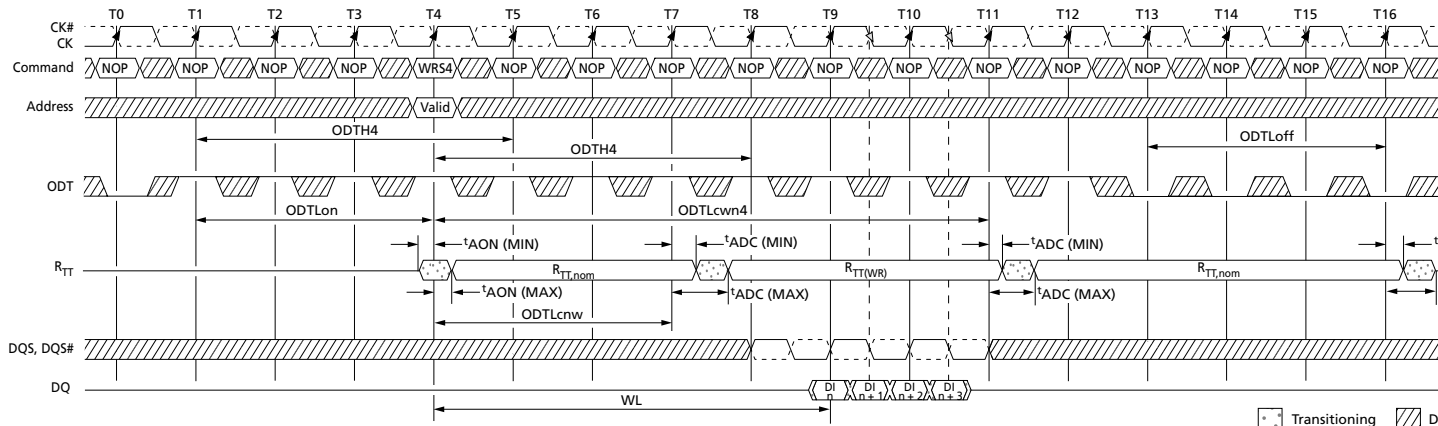 T0 T1 T2 T3 T4 T5 T6 T7 T8 T9 T10 T11 T12 T13 T14 T15 T16
CK#
CK
Command NOP NOP NOP NOP WRS4 NOP NOP NOP NOP NOP NOP NOP NOP NOP NOP NOP NOP
Address Valid
ODTH4 ODTLoff
ODTH4
ODT
ODTLon ODTLcwn4
tAON (MIN) tADC (MIN) tADC (MIN) t
RTT RTT,nom RTT(WR) RTT,nom
tAON (MAX) tADC (MAX) tADC (MAX)
ODTLcnw
DQS, DQS#
DQ DI n DI n + 1 DI n + 2 DI n + 3
WL
Transitioning D